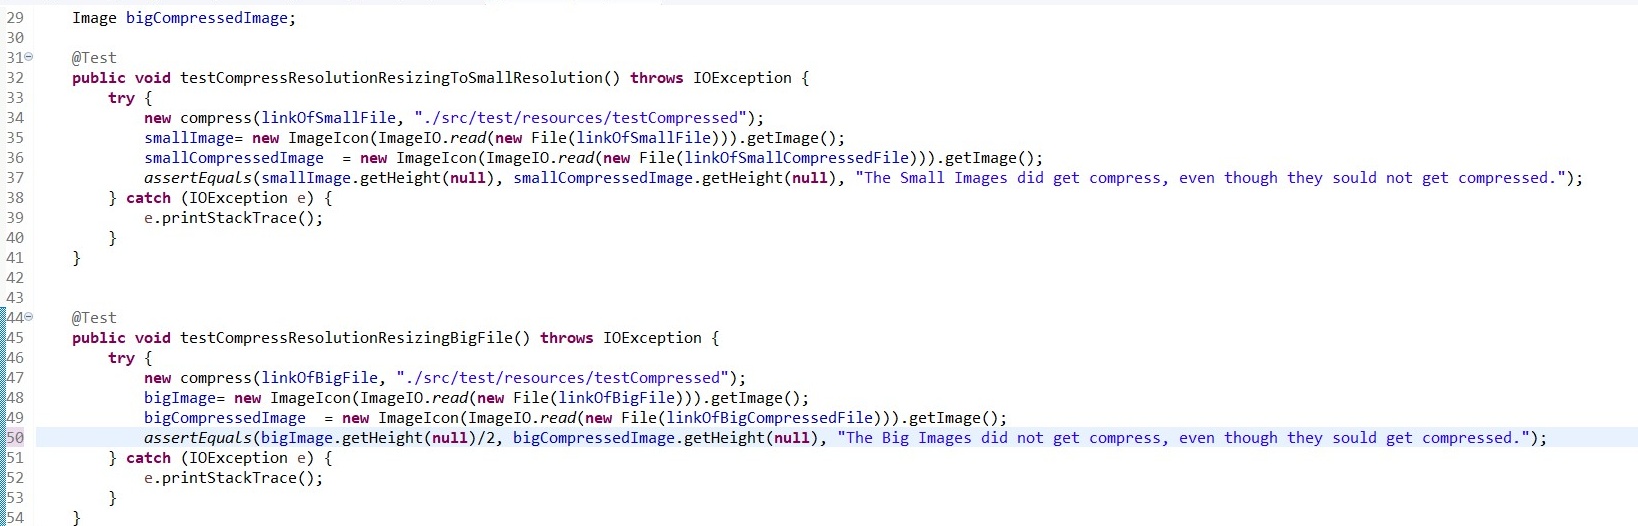 29 Image bigCompressedImage;
30
31 @Test
32 public void testCompressResolutionResizingToSmallResolution() throws IOException {
33 try {
34 new compress(linkOfSmallFile, "./src/test/resources/testCompressed");
35 smallImage= new ImageIcon(ImageIO.read(new File(linkOfSmallFile))).getImage();
36 smallCompressedImage  = new ImageIcon(ImageIO.read(new File(linkOfSmallCompressedFile))).getImage();
37 assertEquals(smallImage.getHeight(null), smallCompressedImage.getHeight(null), "The Small Images did get compress, even though they sould not get compressed.");
38 } catch (IOException e) {
39 e.printStackTrace();
40 }
41 }
42
43
44 @Test
45 public void testCompressResolutionResizingBigFile() throws IOException {
46 try {
47 new compress(linkOfBigFile, "./src/test/resources/testCompressed");
48 bigImage= new ImageIcon(ImageIO.read(new File(linkOfBigFile))).getImage();
49 bigCompressedImage  = new ImageIcon(ImageIO.read(new File(linkOfBigCompressedFile))).getImage();
50 assertEquals(bigImage.getHeight(null)/2, bigCompressedImage.getHeight(null), "The Big Images did not get compress, even though they sould get compressed.");
51 } catch (IOException e) {
52 e.printStackTrace();
53 }
54 }